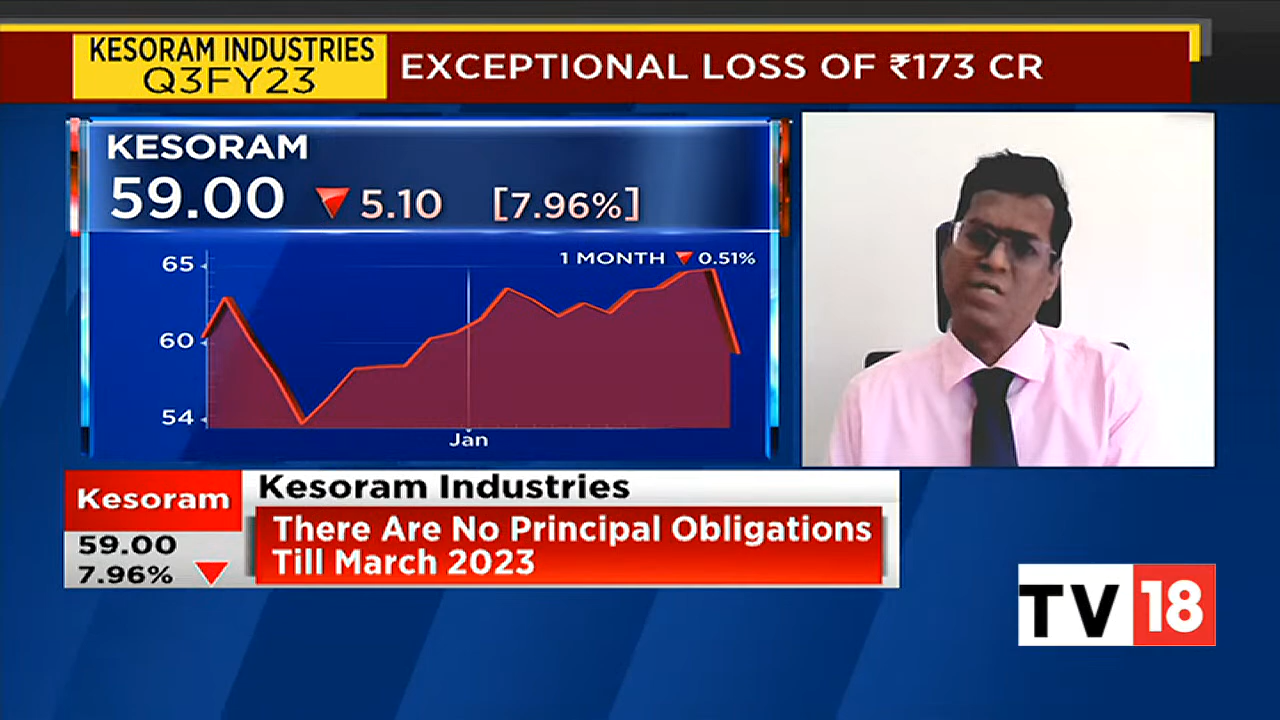 KESORAM INDUSTRIES
Q3FY23
EXCEPTIONAL LOSS OF ₹173 CR
KESORAM
59.00 ▼ 5.10 [7.96%]
1 MONTH ▼ 0.51%
65
60
54
Jan
Kesoram
59.00
7.96% ▼
Kesoram Industries
There Are No Principal Obligations
Till March 2023
TV18